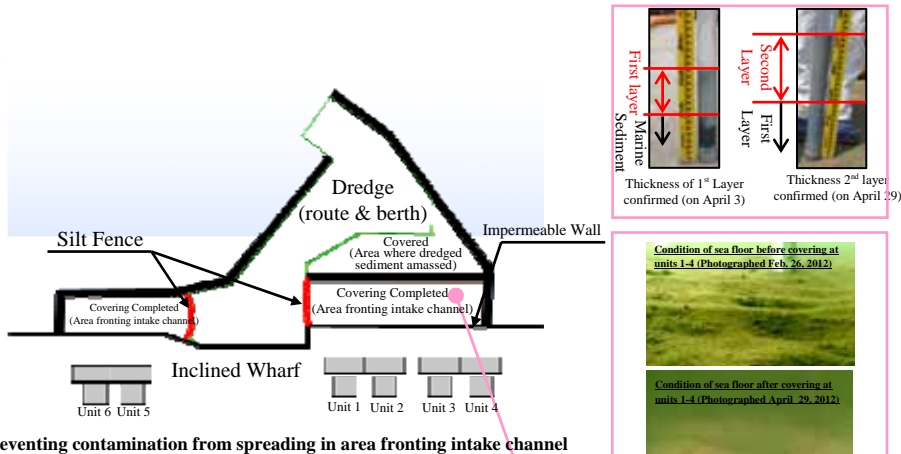 Dredge
(route & berth)
Silt Fence
Covered
(Area where dredged
sediment amassed)
Impermeable Wall
Covering Completed
(Area fronting intake channel)
Covering Completed
(Area fronting intake channel)
Inclined Wharf
Unit 6
Unit 5
Unit 1
Unit 2
Unit 3
Unit 4
eventing contamination from spreading in area fronting intake channel
First layer
Marine
Sediment
Second
Layer
First
Layer
Thickness of 1st Layer
confirmed (on April 3)
Thickness 2nd layer
confirmed (on April 29)
Condition of sea floor before covering at
units 1-4 (Photographed Feb. 26, 2012)
Condition of sea floor after covering at
units 1-4 (Photographed April 29, 2012)